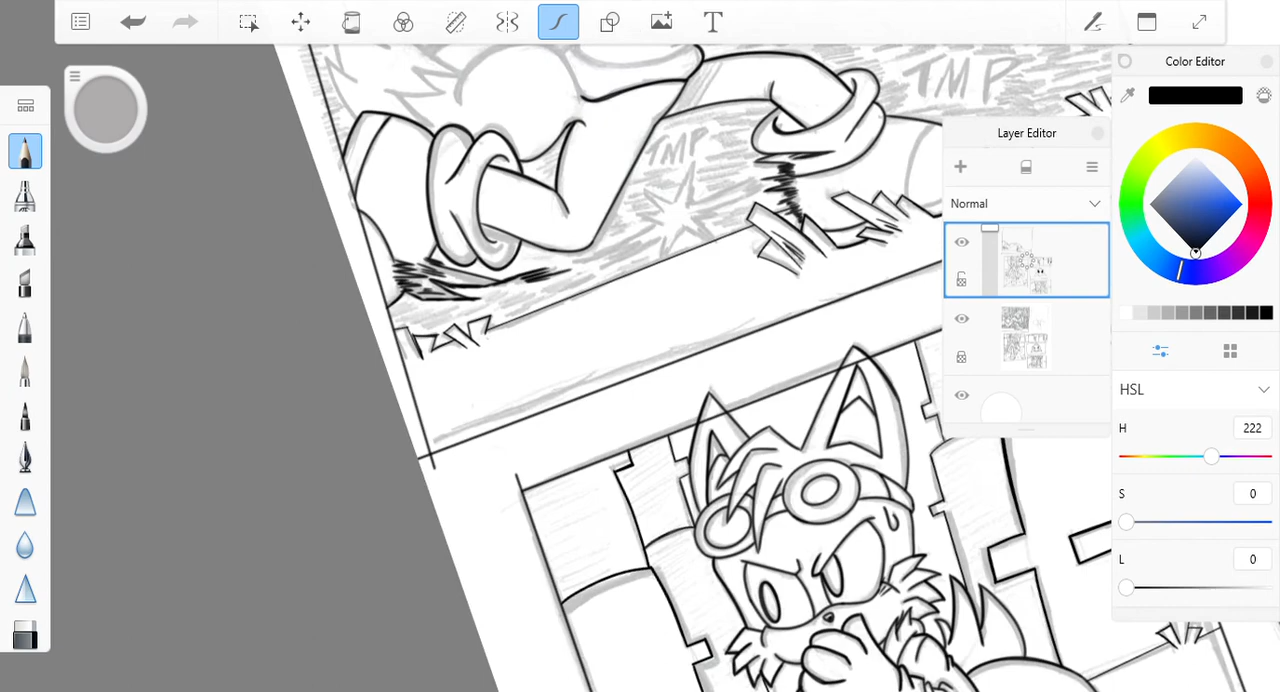 T
Color Editor
TMP
Layer Editor
TMP
Normal
HSL
H 222
S 0
L 0